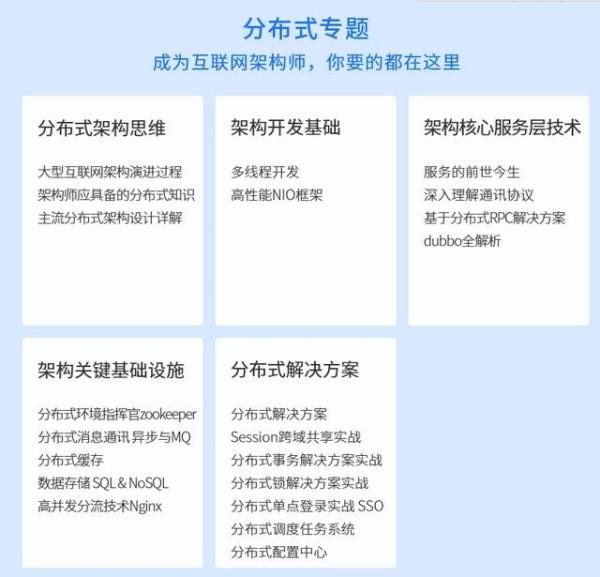 分布式专题
成为互联网架构师，你要的都在这里
分布式架构思维
大型互联网架构演进过程
架构师应具备的分布式知识
主流分布式架构设计详解
架构开发基础
多线程开发
高性能NIO框架
架构核心服务层技术
服务的前世今生
深入理解通讯协议
基于分布式RPC解决方案
dubbo全解析
架构关键基础设施
分布式环境指挥官zookeeper
分布式消息通讯 异步与MQ
分布式缓存
数据存储 SQL & NoSQL
高并发分流技术Nginx
分布式解决方案
分布式解决方案
Session跨域共享实战
分布式事务解决方案实战
分布式锁解决方案实战
分布式单点登录实战 SSO
分布式调度任务系统
分布式配置中心